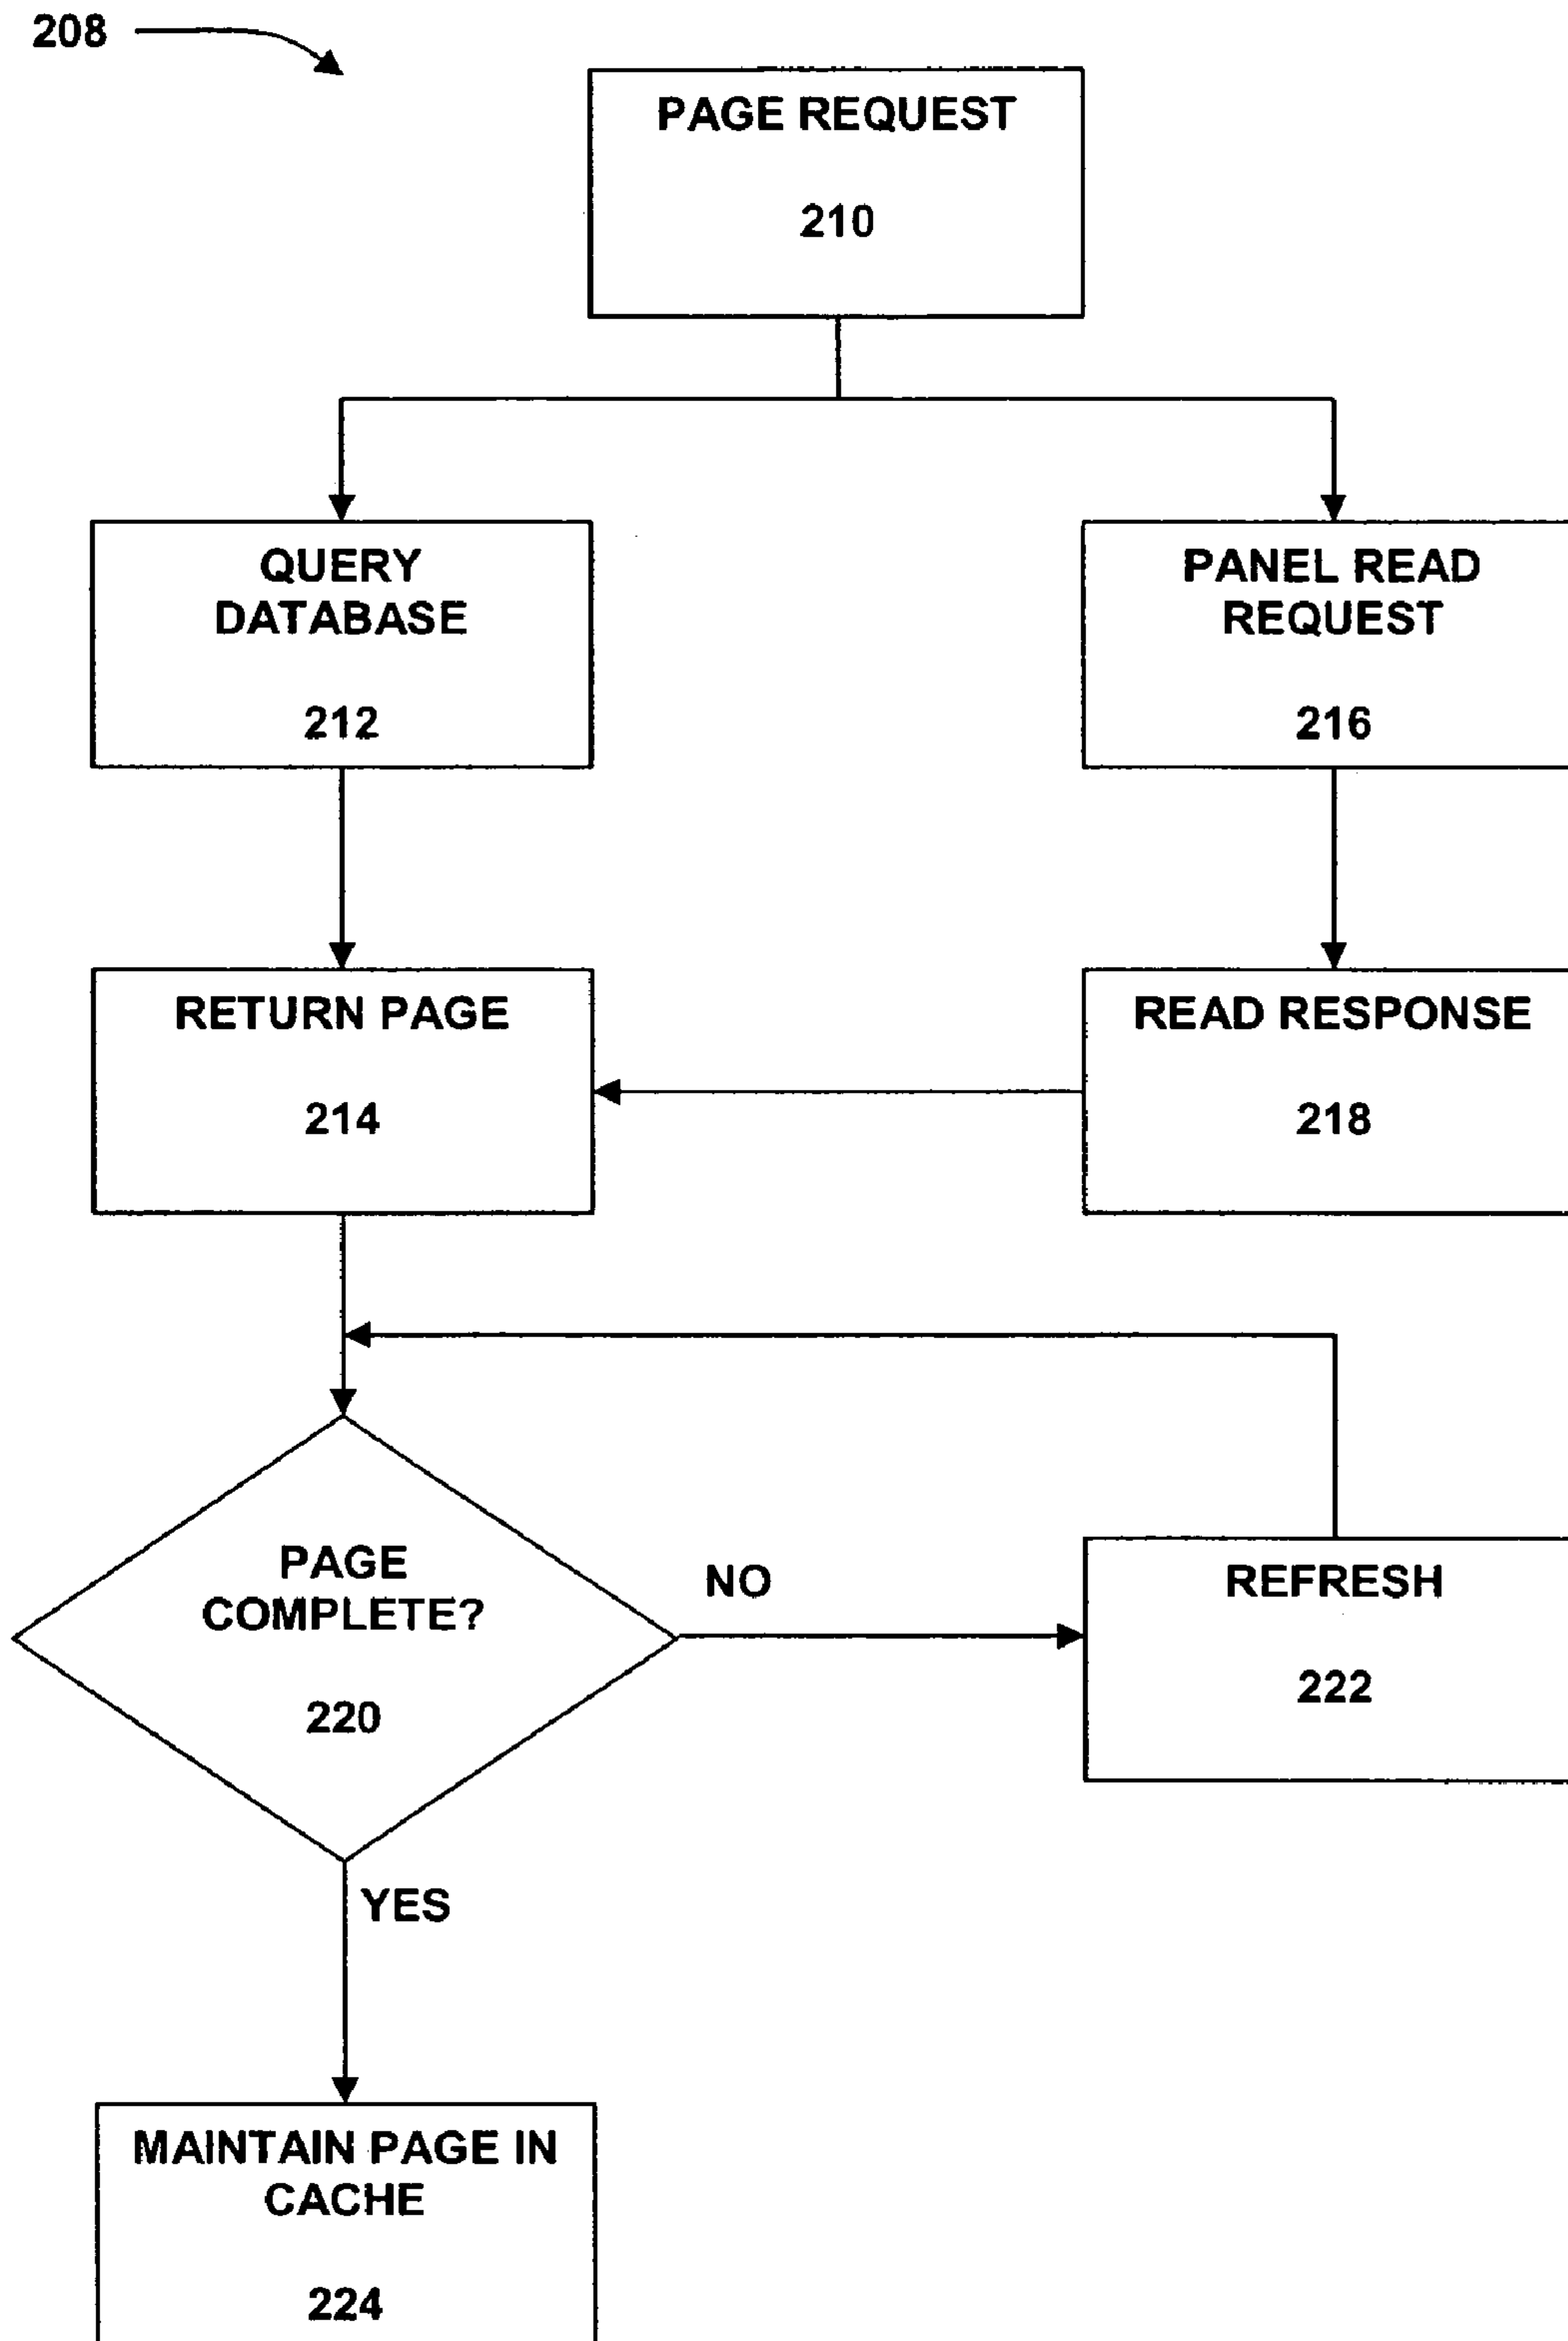 208
PAGE REQUEST
210
QUERY
DATABASE
212
PANEL READ
REQUEST
216
RETURN PAGE
214
READ RESPONSE
218
PAGE
COMPLETE?
220
NO
REFRESH
222
YES
MAINTAIN PAGE IN
CACHE
224